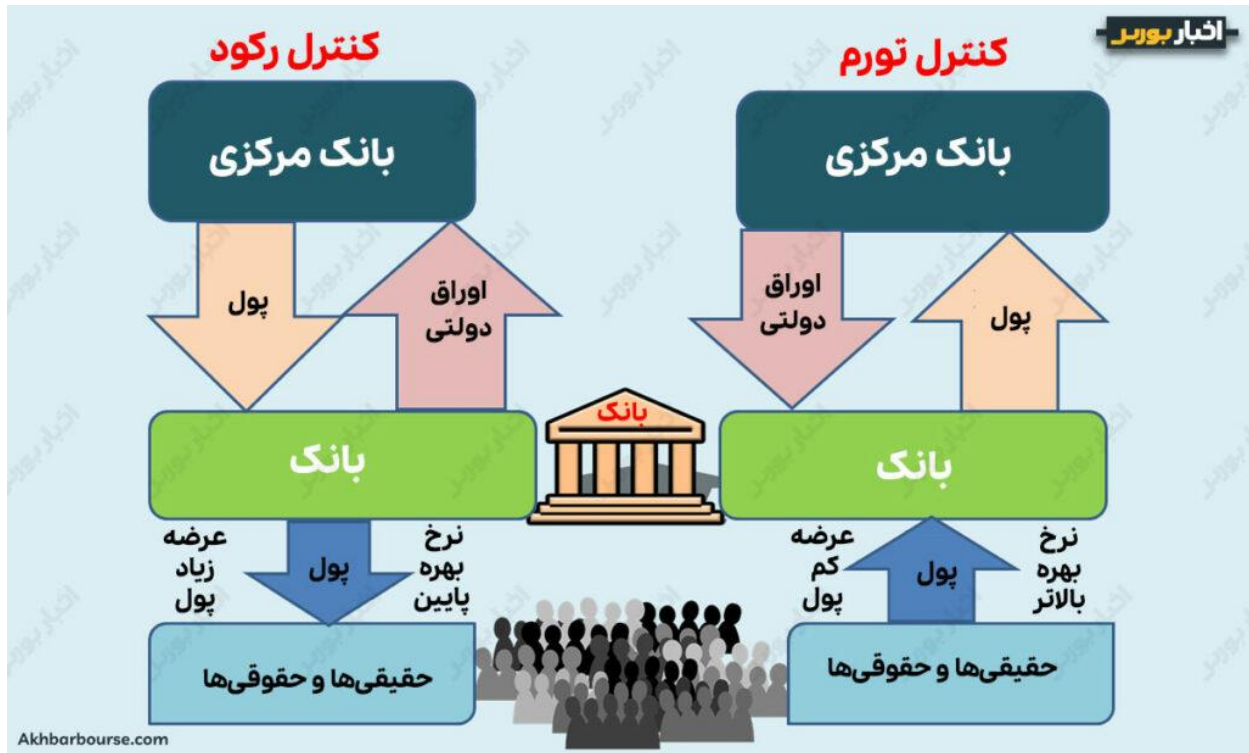 اخبار بورس
کنترل تورم
بانک مرکزی
اوراق
دولتی
پول
بانک
عرضه
کم
پول
پول
نرخ
بهره
بالاتر
حقیقی‌ها و حقوقی‌ها
کنترل رکود
بانک مرکزی
پول
اوراق
دولتی
بانک
عرضه
زیاد
پول
پول
نرخ
بهره
پایین
حقیقی‌ها و حقوقی‌ها
بانک
Akhbarbourse.com